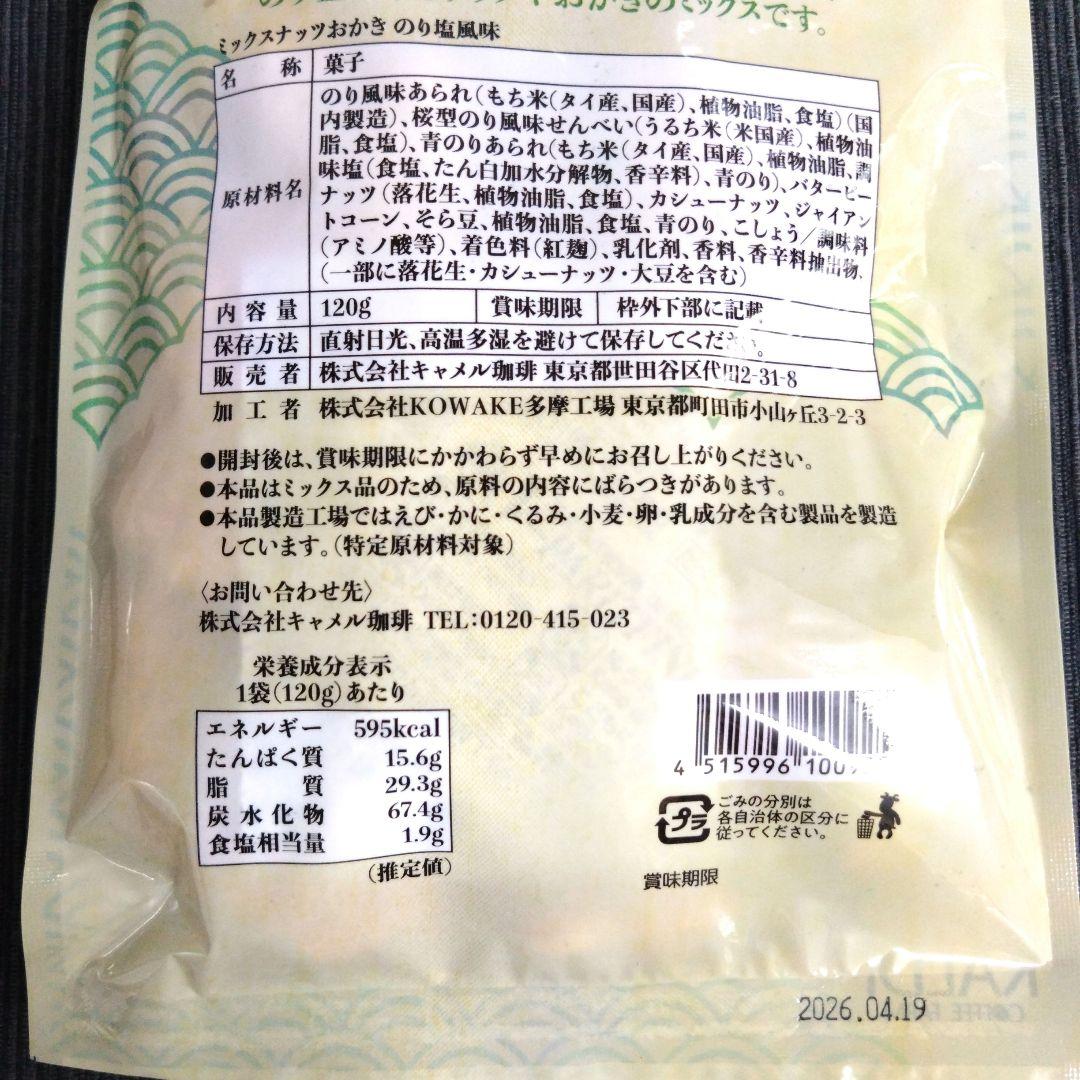 のミックスです。
ミックスナッツおかき のり塩風味
名称 菓子
原材料名
のり風味あられ(もち米(タイ産、国産)、植物油脂、食塩)(国
内製造)、桜型のり風味せんべい(うるち米(米国産)、植物油
脂、食塩)、青のりあられ(もち米(タイ産、国産)、植物油脂、調
味塩(食塩、たん白加水分解物、香辛料)、青のり)、バターピー
ナッツ(落花生、植物油脂、食塩)、カシューナッツ、ジャイアン
トコーン、そら豆、植物油脂、食塩、青のり、こしょう/調味料
(アミノ酸等)、着色料(紅麹)、乳化剤、香料、香辛料抽出物、
(一部に落花生・カシューナッツ・大豆を含む)
内容量 120g 賞味期限 枠外下部に記載
保存方法 直射日光、高温多湿を避けて保存してください。
販売者 株式会社キャメル珈琲 東京都世田谷区代田2-31-8
加工者 株式会社KOWAKE多摩工場 東京都町田市小山ヶ丘3-2-3
●開封後は、賞味期限にかかわらず早めにお召し上がりください。
●本品はミックス品のため、原料の内容にばらつきがあります。
●本品製造工場ではえび・かに・くるみ・小麦・卵・乳成分を含む製品を製造
しています。(特定原材料対象)
〈お問い合わせ先〉
株式会社キャメル珈琲 TEL:0120-415-023
栄養成分表示
1袋(120g)あたり
エネルギー 595kcal
たんぱく質 15.6g
脂質 29.3g
炭水化物 67.4g
食塩相当量 1.9g
(推定値)
4 515996 100
プラ
ごみの分別は
各自治体の区分に
従ってください。
賞味期限
2026.04.19
KALDI